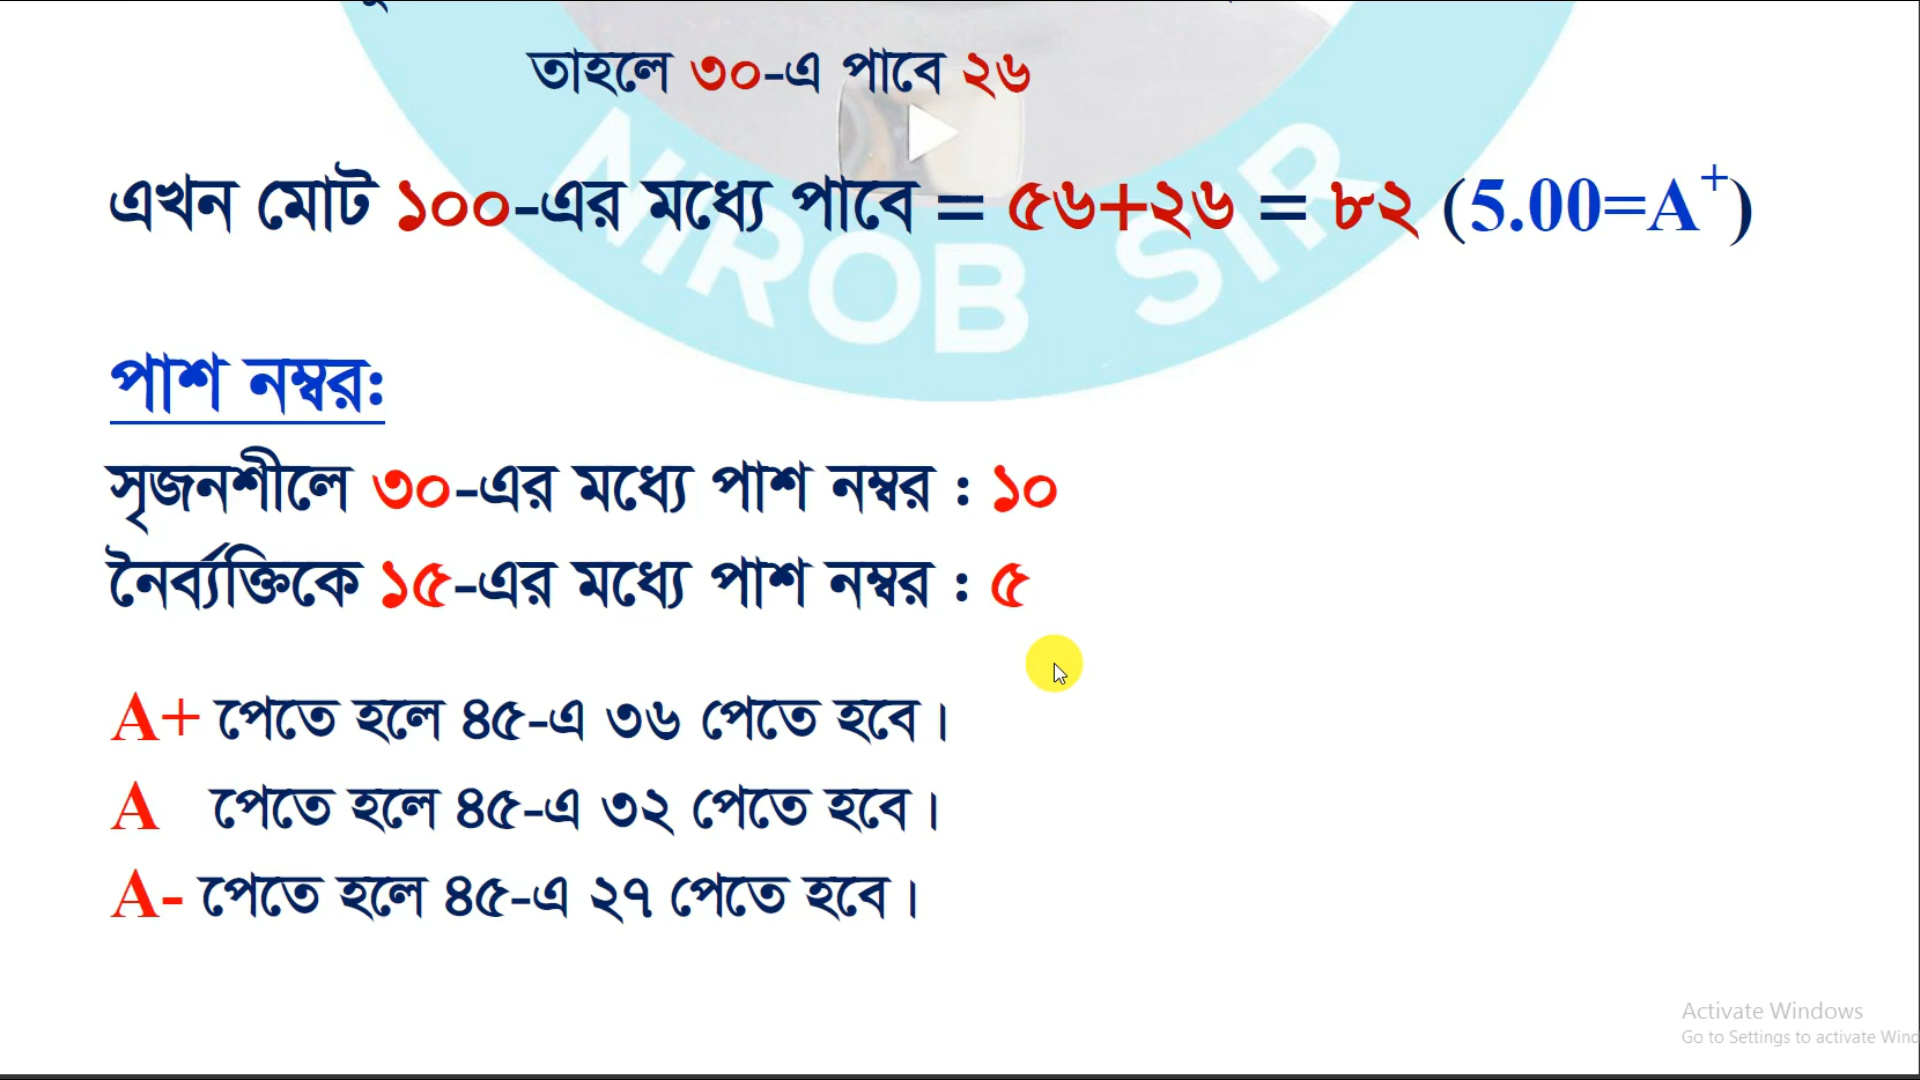 তাহলে ৩০-এ পাবে ২৬
এখন মোট ১০০-এর মধ্যে পাবে = ৫৬+২৬ = ৮২ (5.00=A+)
NIROB SIR
পাশ নম্বর:
সৃজনশীলে ৩০-এর মধ্যে পাশ নম্বর : ১০
নৈর্ব্যক্তিকে ১৫-এর মধ্যে পাশ নম্বর : ৫
A+ পেতে হলে ৪৫-এ ৩৬ পেতে হবে।
A পেতে হলে ৪৫-এ ৩২ পেতে হবে।
A- পেতে হলে ৪৫-এ ২৭ পেতে হবে।
Activate Windows
Go to Settings to activate Wind